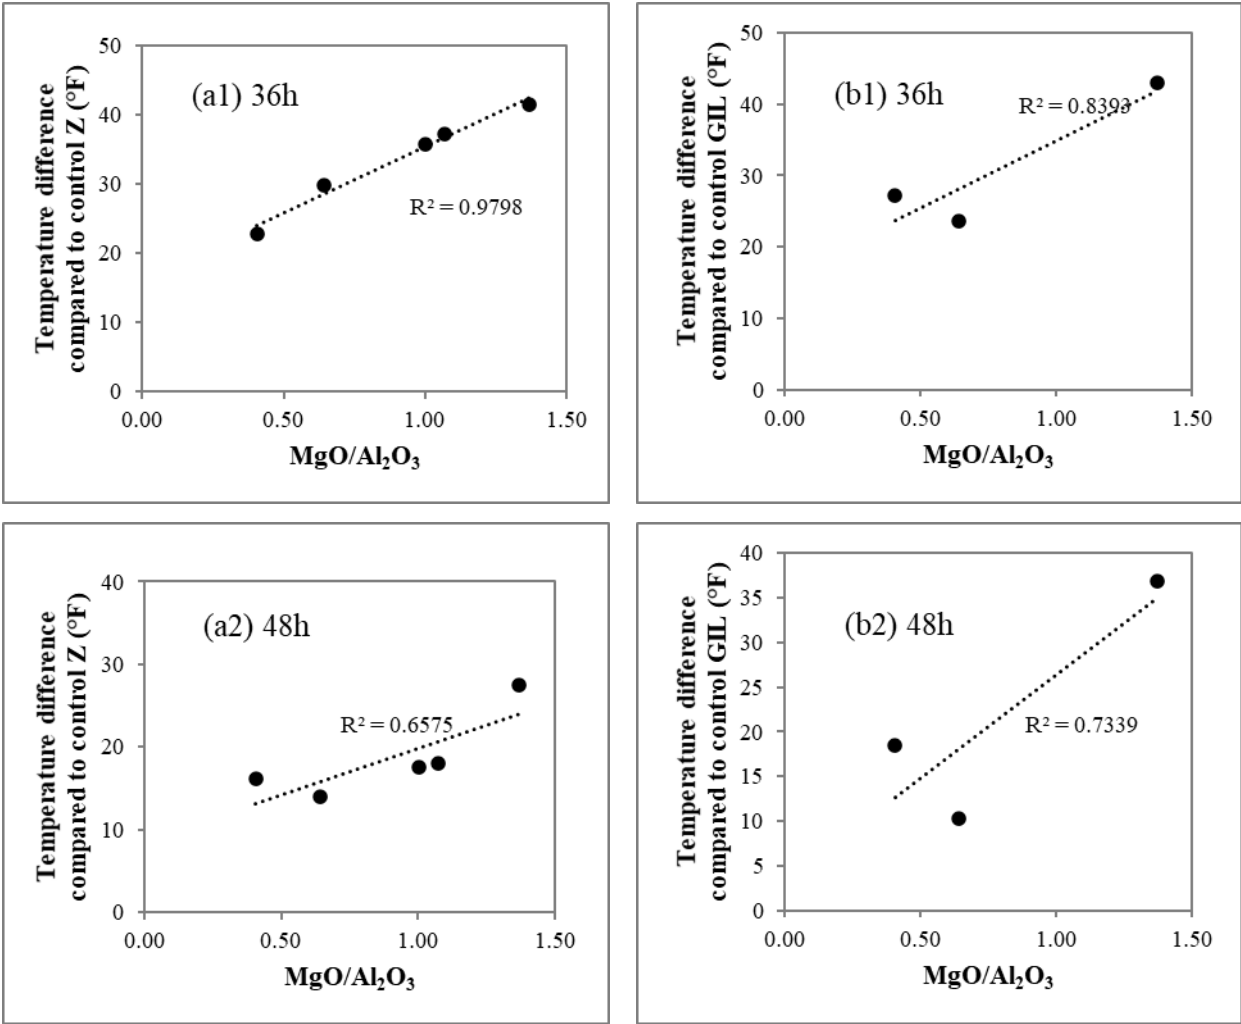 Temperature difference
compared to control Z (°F)
50
40
30
20
10
0
(a1) 36h
R² = 0.9798
0.00 0.50 1.00 1.50
MgO/Al₂O₃
Temperature difference
compared to control GIL (°F)
50
40
30
20
10
0
(b1) 36h
R² = 0.8393
0.00 0.50 1.00 1.50
MgO/Al₂O₃
Temperature difference
compared to control Z (°F)
40
30
20
10
0
(a2) 48h
R² = 0.6575
0.00 0.50 1.00 1.50
MgO/Al₂O₃
Temperature difference
compared to control GIL (°F)
40
35
30
25
20
15
10
5
0
(b2) 48h
R² = 0.7339
0.00 0.50 1.00 1.50
MgO/Al₂O₃